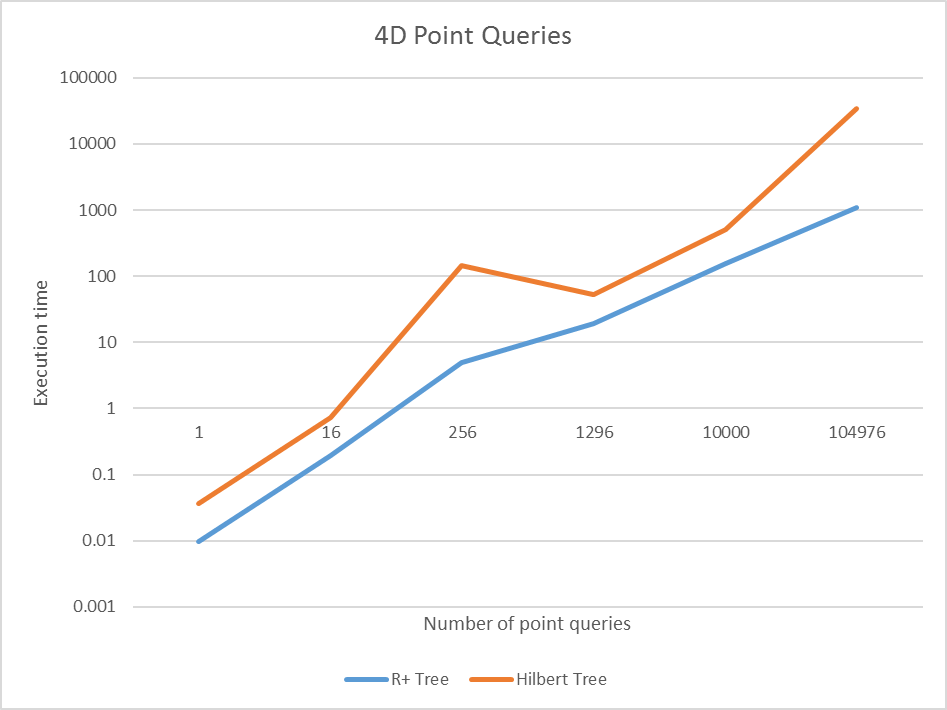 4D Point Queries
100000
10000
1000
100
10
1
0.1
0.01
0.001
Execution time
1 16 256 1296 10000 104976
Number of point queries
R+ Tree Hilbert Tree